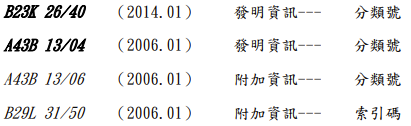 B23K 26/40 (2014.01) 發明資訊--- 分類號
A43B 13/04 (2006.01) 發明資訊--- 分類號
A43B 13/06 (2006.01) 附加資訊--- 分類號
B29L 31/50 (2006.01) 附加資訊--- 索引碼